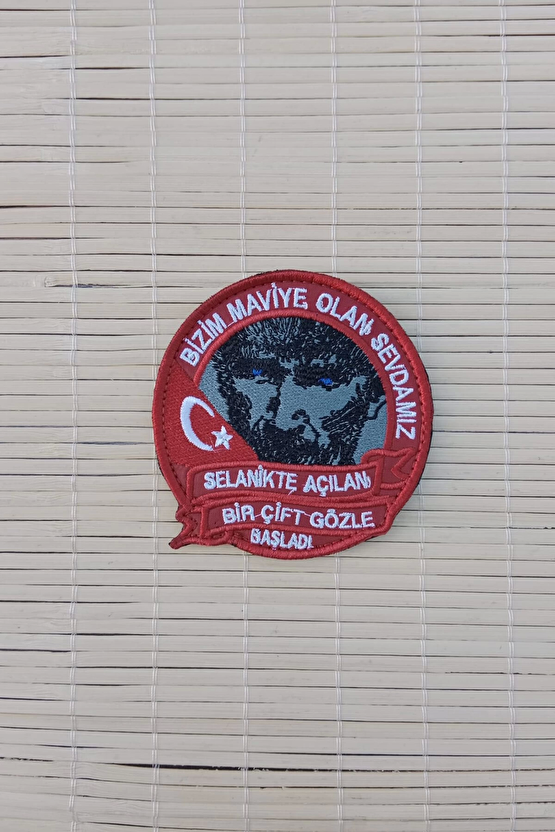 BİZİM MAVİYE OLAN SEVDAMIZ
SELANİKTE AÇILAN
BİR ÇİFT GÖZLE
BAŞLADI